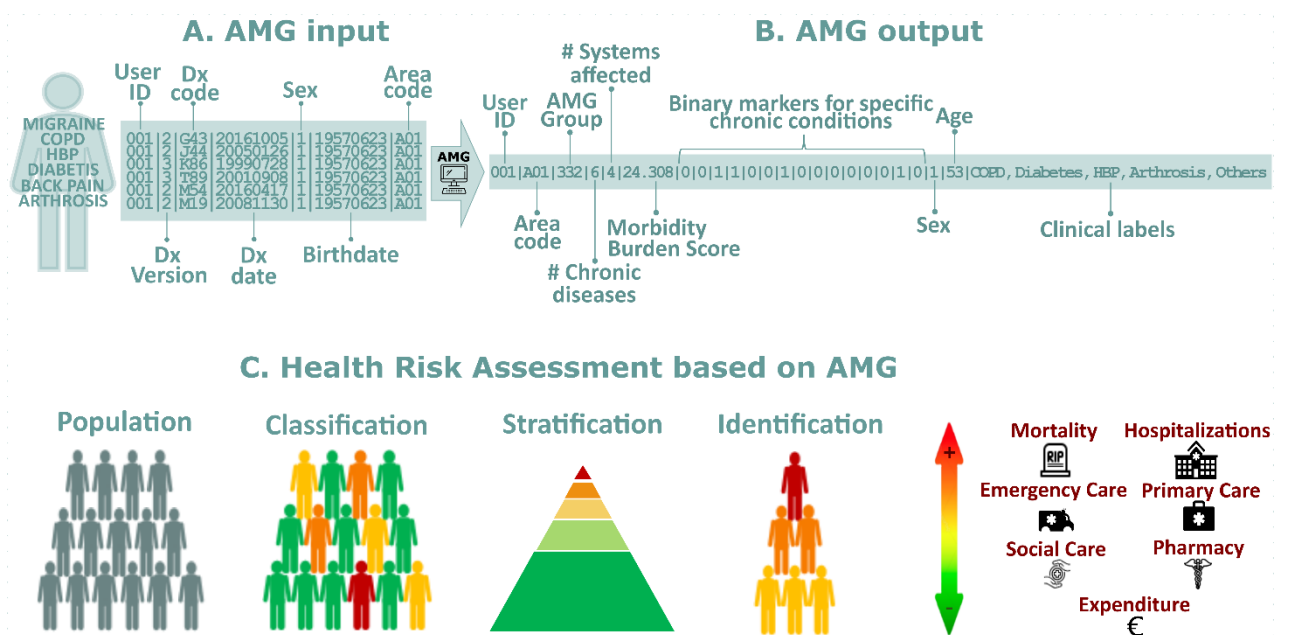 A. AMG input
User ID
Dx code
Sex
Area code
MIGRAINE
COPD
HBP
DIABETIS
BACK PAIN
ARTHROSIS
001|2|G43|20161005|1|19570623|A01
001|2|J44|20050126|1|19570623|A01
001|3|K86|19990728|1|19570623|A01
001|3|T89|20010908|1|19570623|A01
001|2|M54|20160417|1|19570623|A01
001|2|M19|20081130|1|19570623|A01
Dx Version
Dx date
Birthdate
AMG
B. AMG output
User ID
AMG Group
# Systems affected
Binary markers for specific
chronic conditions
Age
001|A01|332|6|4|24.308|0|0|1|1|0|0|1|0|0|0|0|0|0|1|0|1|53|COPD,Diabetes,HBP,Arthrosis,Others
Area code
# Chronic diseases
Morbidity
Burden Score
Sex
Clinical labels
C. Health Risk Assessment based on AMG
Population
Classification
Stratification
Identification
+
-
Mortality
Hospitalizations
RIP
Emergency Care
Primary Care
Social Care
Pharmacy
Expenditure
€